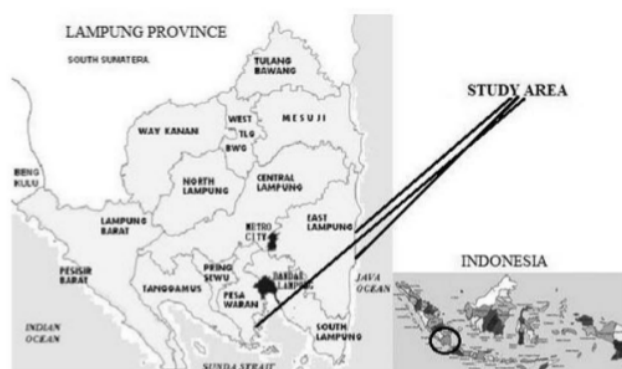 LAMPUNG PROVINCE
SOUTH SUMATERA
TULANG
BAWANG
STUDY AREA
WAY KANAN
WEST
TLG
BWG
MESUJI
BENG
KULU
NORTH
LAMPUNG
CENTRAL
LAMPUNG
LAMPUNG
BARAT
METRO
CITY
EAST
LAMPUNG
PESISIR
BARAT
TANGGAMUS
PRING
SEWU
PESA
WARAN
BANDAR
LAMPUNG
JAVA
OCEAN
INDONESIA
INDIAN
OCEAN
SOUTH
LAMPUNG
SUNDA STRAIT